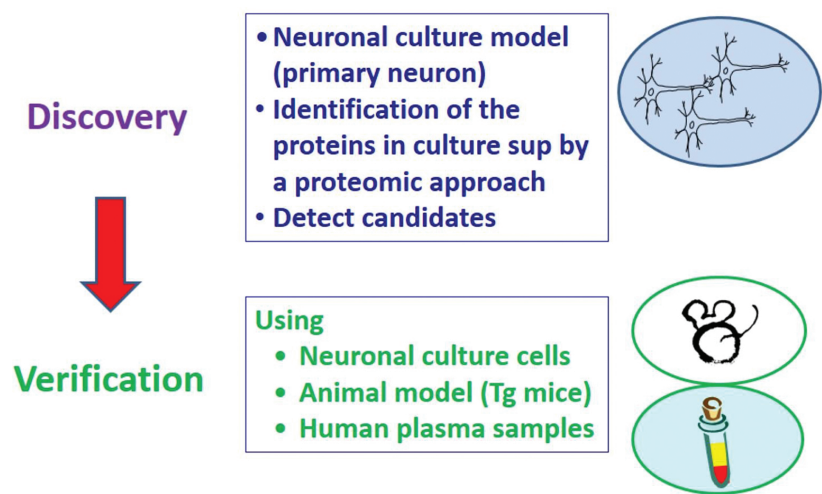 Discovery
• Neuronal culture model
(primary neuron)
• Identification of the
proteins in culture sup by
a proteomic approach
• Detect candidates
Verification
Using
• Neuronal culture cells
• Animal model (Tg mice)
• Human plasma samples